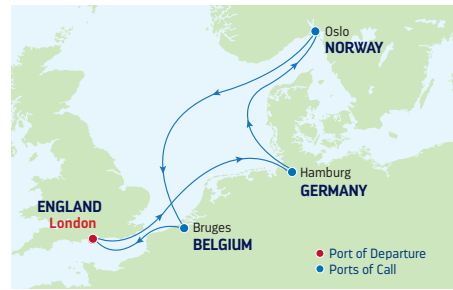 Oslo
NORWAY
Hamburg
GERMANY
ENGLAND
London
Bruges
BELGIUM
Port of Departure
Ports of Call